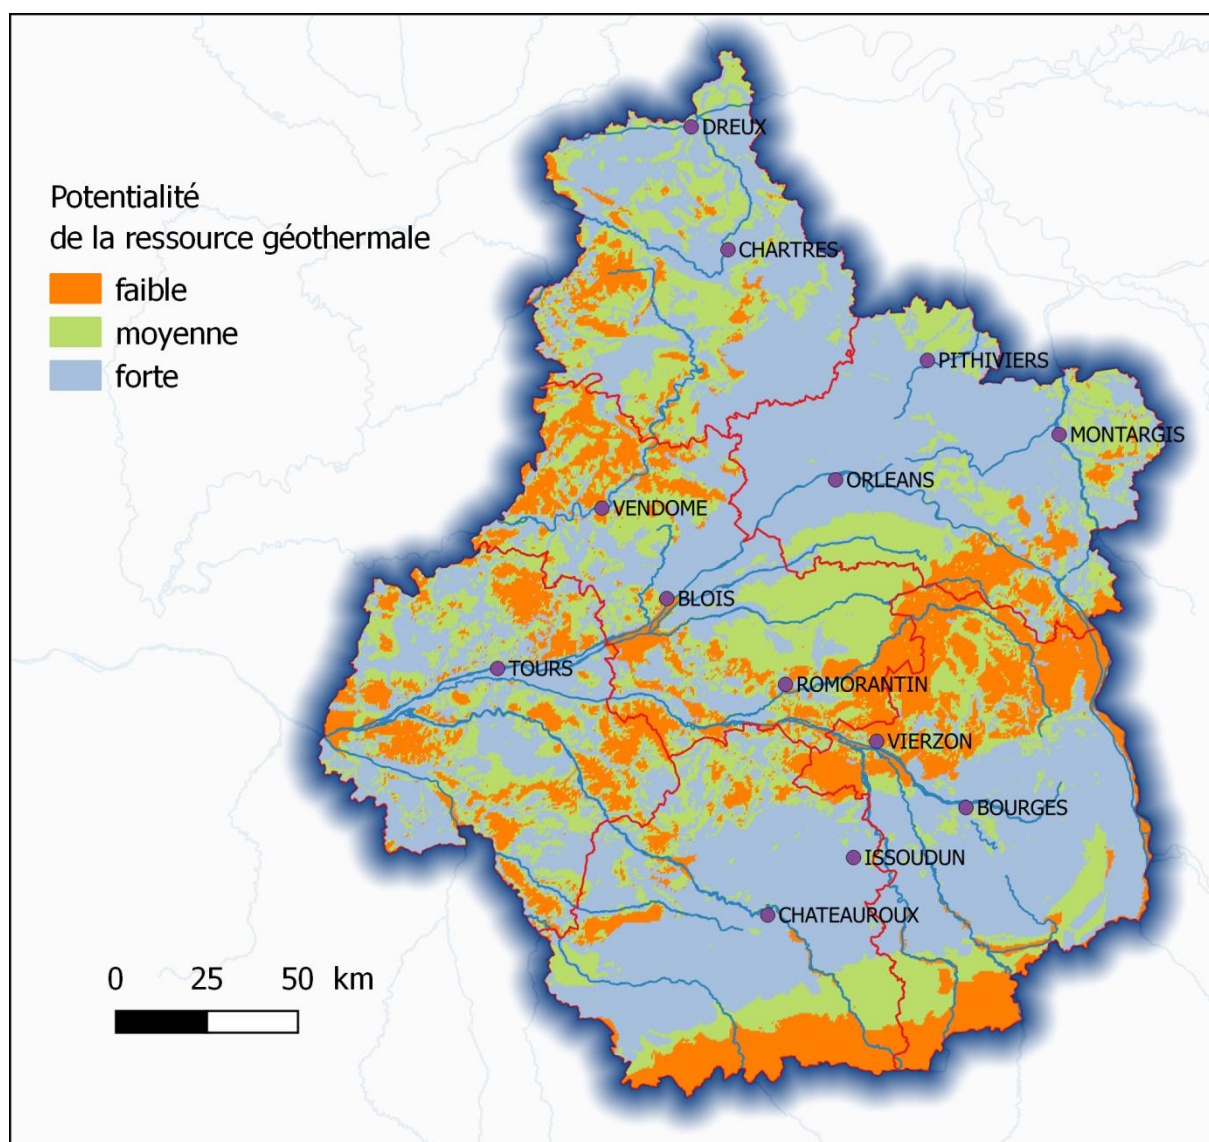 Potentialité
de la ressource géothermale
faible
moyenne
forte
DREUX
CHARTRES
PITHIVIERS
MONTARGIS
ORLEANS
VENDOME
BLOIS
TOURS
ROMORANTIN
VIERZON
BOURGES
ISSOUDUN
CHATEAUROUX
0 25 50 km